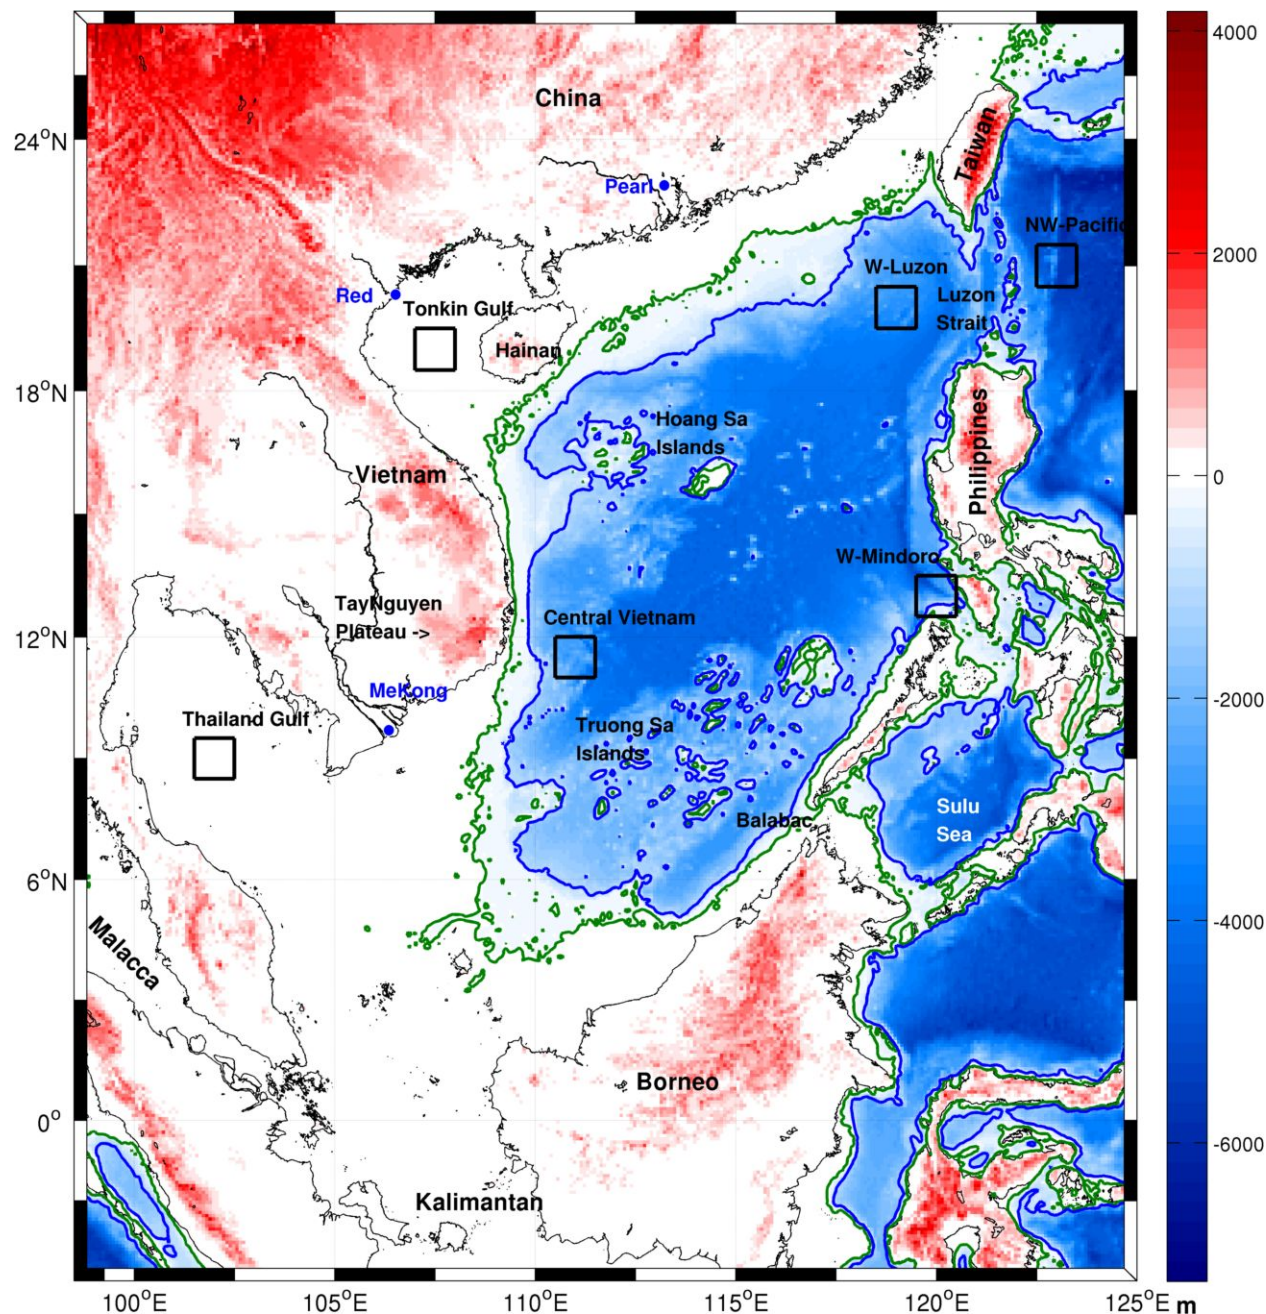 4000
China
24°N
Taiwan
Pearl
NW-Pacific
2000
W-Luzon
Red
Luzon
Strait
Tonkin Gulf
Hainan
18°N
Hoang Sa
Islands
Philippines
Vietnam
0
W-Mindoro
TayNguyen
Plateau ->
12°N
Central Vietnam
MeKong
-2000
Thailand Gulf
Truong Sa
Islands
Sulu
Sea
Balabac
6°N
-4000
Malacca
Borneo
0°
-6000
Kalimantan
100°E
105°E
110°E
115°E
120°E
125°E
m